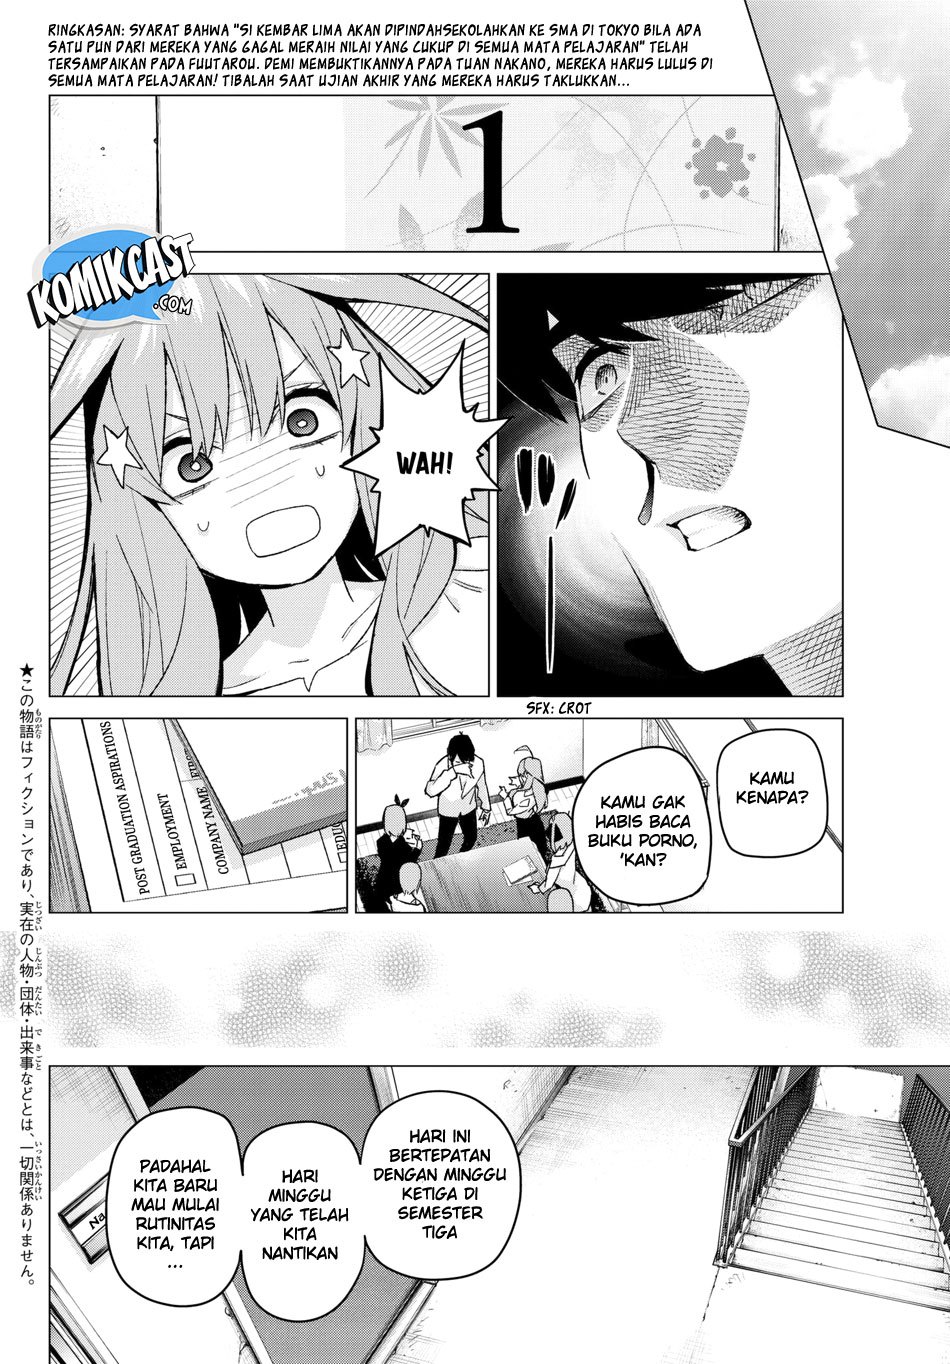 RINGKASAN: SYARAT BAHWA "SI KEMBAR LIMA AKAN DIPINDAHSEKOLAHKAN KE SMA DI TOKYO BILA ADA
SATU PUN DARI MEREKA YANG GAGAL MERAIH NILAI YANG CUKUP DI SEMUA MATA PELAJARAN" TELAH
TERSAMPAIKAN PADA FUUTAROU. DEMI MEMBUKTIKANNYA PADA TUAN NAKANO, MEREKA HARUS LULUS DI
SEMUA MATA PELAJARAN! TIBALAH SAAT UJIAN AKHIR YANG MEREKA HARUS TAKLUKKAN...
1
KOMIKCAST
.COM
WAH!
SFX: CROT
KAMU
KENAPA?
KAMU GAK
HABIS BACA
BUKU PORNO,
'KAN?
POST GRADUATION ASPIRATIONS
EMPLOYMENT
COMPANY NAME
HARI INI
BERTEPATAN
DENGAN MINGGU
KETIGA DI
SEMESTER
TIGA
HARI
MINGGU
YANG TELAH
KITA
NANTIKAN
PADAHAL
KITA BARU
MAU MULAI
RUTINITAS
KITA, TAPI
...
Na
★この物語はフィクションであり、実在の人物・団体・出来事などとは、一切関係ありません。